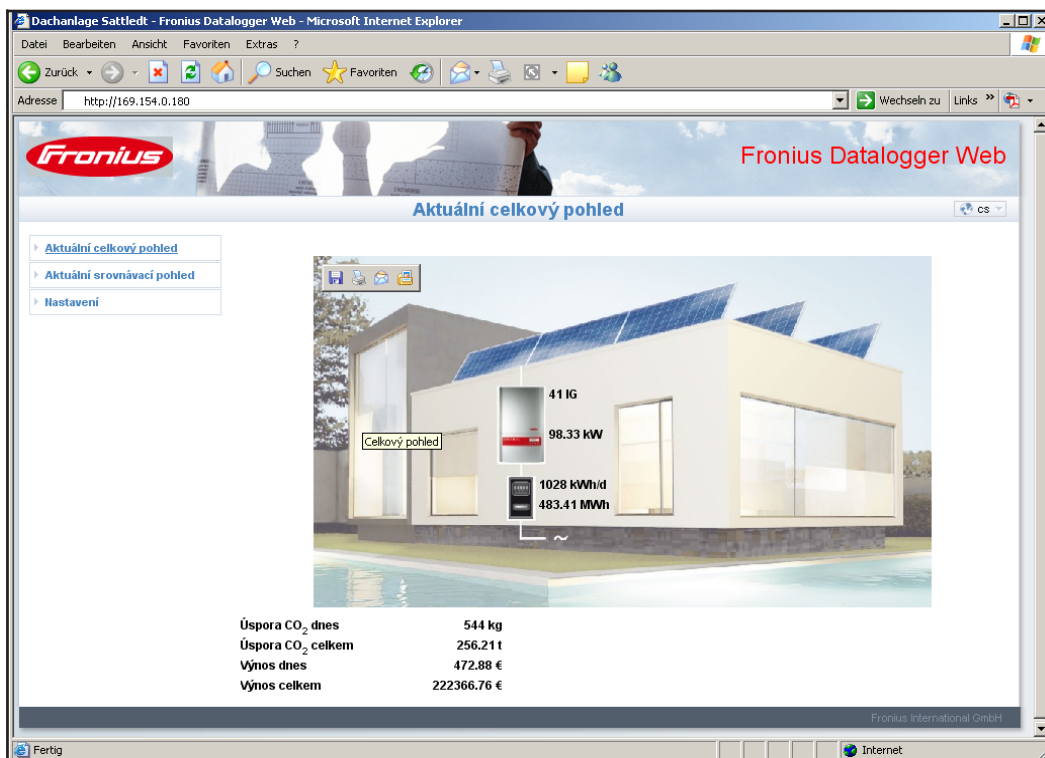 Dachanlage Sattledt - Fronius Datalogger Web - Microsoft Internet Explorer
Datei Bearbeiten Ansicht Favoriten Extras ?
Zurück Suchen Favoriten
Adresse http://169.154.0.180 Wechseln zu Links »
Fronius Fronius Datalogger Web
Aktuální celkový pohled cs
Aktuální celkový pohled
Aktuální srovnávací pohled
Nastavení
41 IG
98.33 kW
Celkový pohled
1028 kWh/d
483.41 MWh
~
Úspora CO2 dnes 544 kg
Úspora CO2 celkem 256.21 t
Výnos dnes 472.88 €
Výnos celkem 222366.76 €
Fronius International GmbH
Fertig Internet